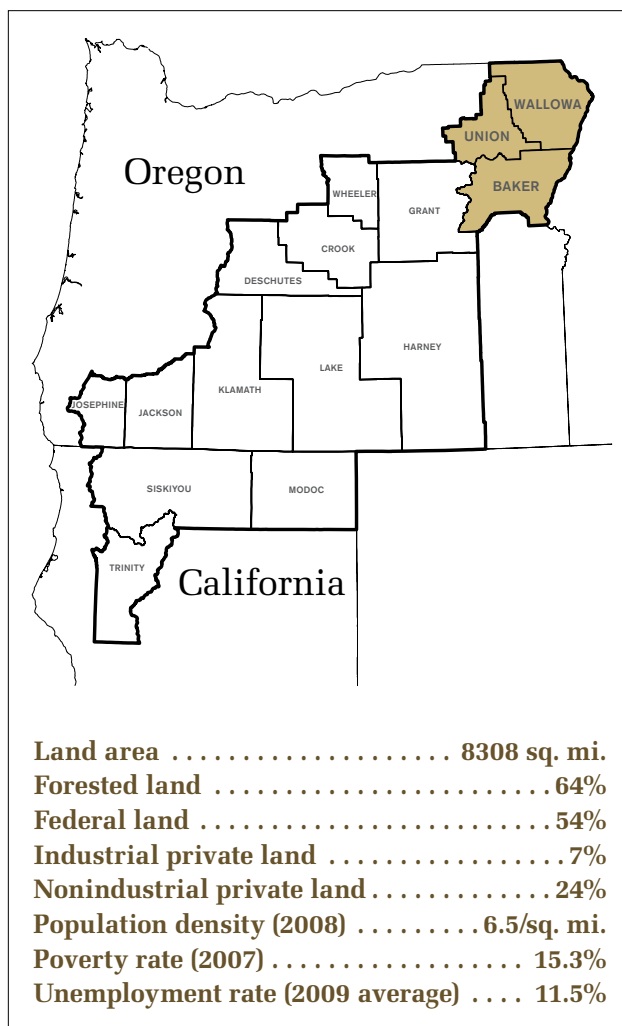 WALLOWA
UNION
Oregon
BAKER
WHEELER
GRANT
CROOK
DESCHUTES
HARNEY
LAKE
KLAMATH
JOSEPHINE
JACKSON
SISKIYOU
MODOC
TRINITY
California
Land area . . . . . . . . . . . . . . . . . . . . 8308 sq. mi.
Forested land . . . . . . . . . . . . . . . . . . . . . . . . 64%
Federal land . . . . . . . . . . . . . . . . . . . . . . . . . 54%
Industrial private land . . . . . . . . . . . . . . . . . 7%
Nonindustrial private land . . . . . . . . . . . . . 24%
Population density (2008) . . . . . . . . . 6.5/sq. mi.
Poverty rate (2007) . . . . . . . . . . . . . . . . . . 15.3%
Unemployment rate (2009 average) . . . . 11.5%